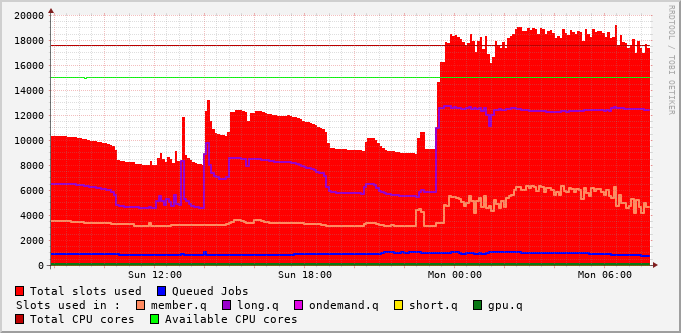 20000
18000
16000
14000
12000
10000
8000
6000
4000
2000
0
Sun 12:00 Sun 18:00 Mon 00:00 Mon 06:00
RRDTOOL / TOBI OETIKER
Total slots used Queued Jobs
Slots used in : member.q long.q ondemand.q short.q gpu.q
Total CPU cores Available CPU cores